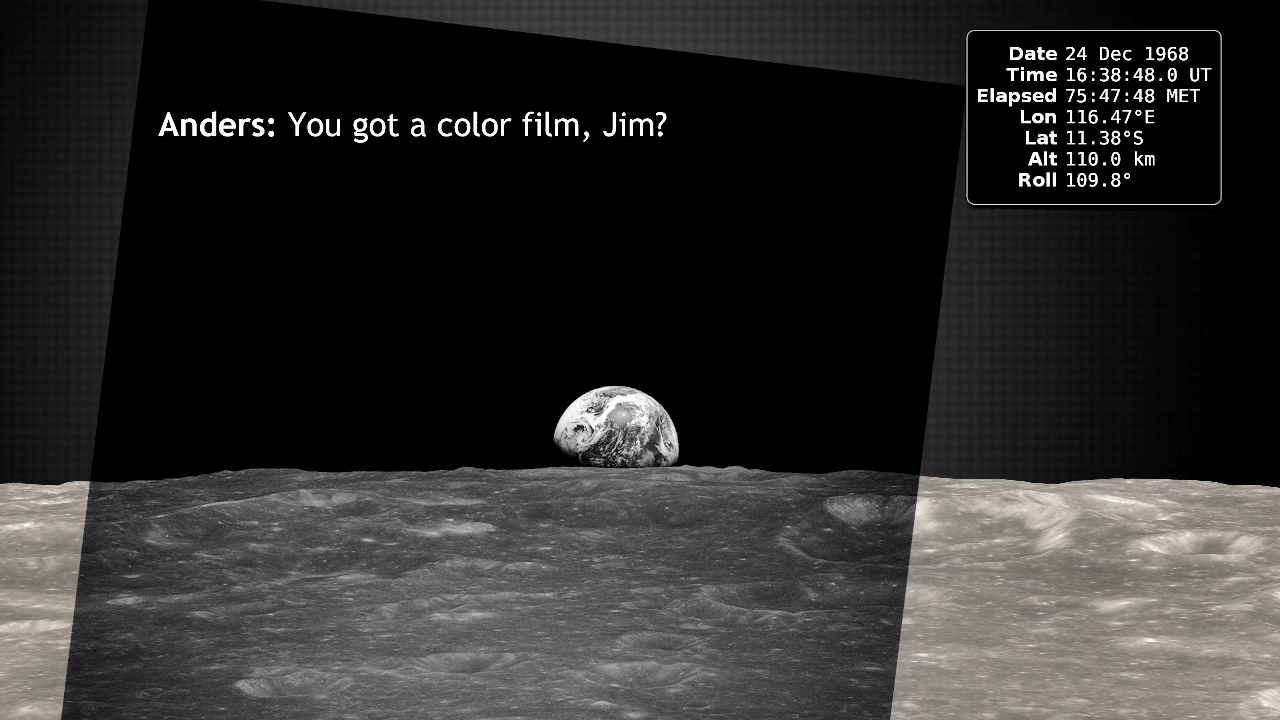 Anders: You got a color film, Jim?
Date 24 Dec 1968
Time 16:38:48.0 UT
Elapsed 75:47:48 MET
Lon 116.47°E
Lat 11.38°S
Alt 110.0 km
Roll 109.8°